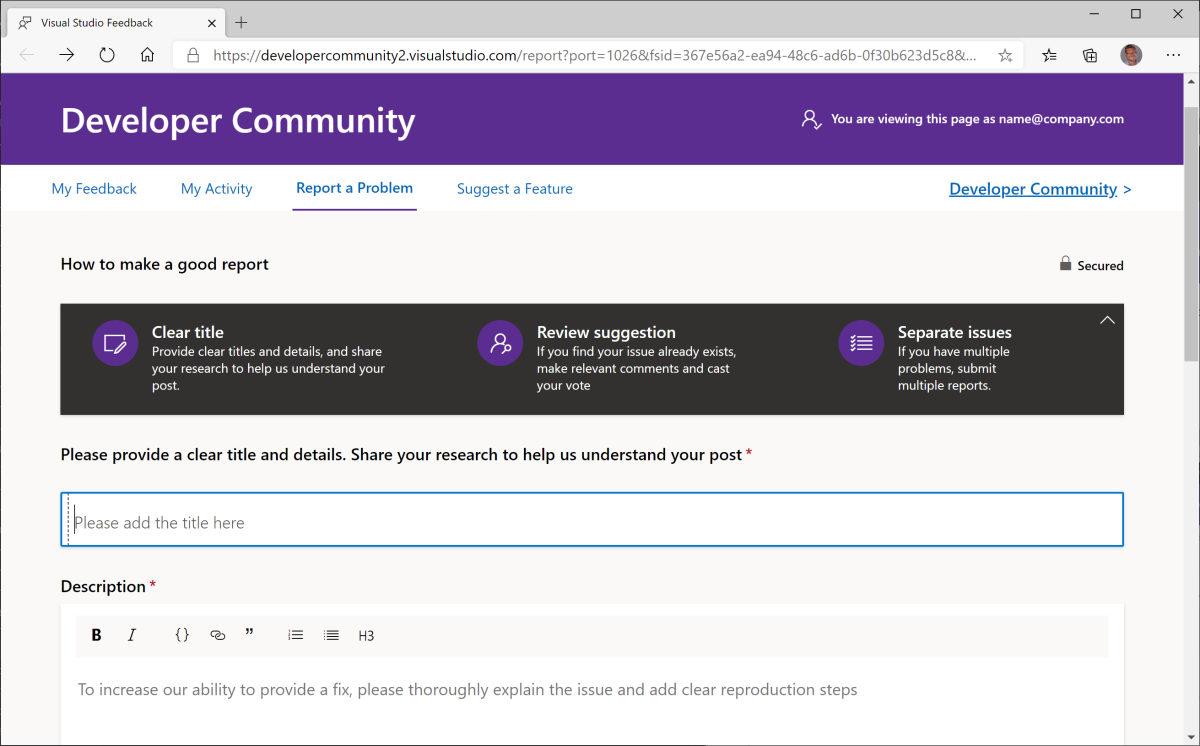 Visual Studio Feedback
https://developercommunity2.visualstudio.com/report?port=1026&fsid=367e56a2-ea94-48c6-ad6b-0f30b623d5c8&...
Developer Community
You are viewing this page as name@company.com
My Feedback
My Activity
Report a Problem
Suggest a Feature
Developer Community >
How to make a good report
Secured
Clear title
Provide clear titles and details, and share
your research to help us understand your
post.
Review suggestion
If you find your issue already exists,
make relevant comments and cast
your vote
Separate issues
If you have multiple
problems, submit
multiple reports.
Please provide a clear title and details. Share your research to help us understand your post *
Please add the title here
Description *
B I {} ” H3
To increase our ability to provide a fix, please thoroughly explain the issue and add clear reproduction steps